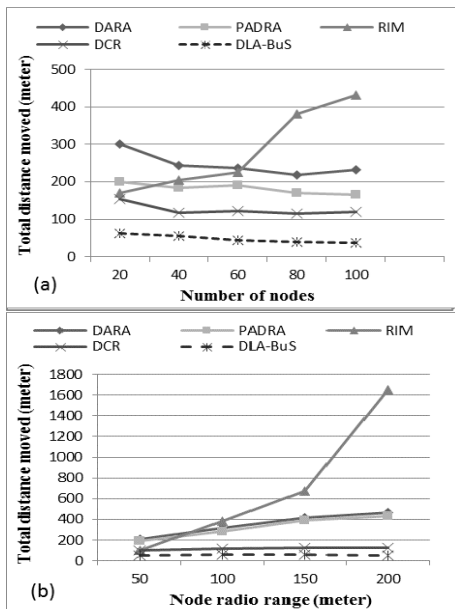 DARA PADRA RIM
DCR DLA-BuS
Total distance moved (meter)
500
400
300
200
100
0
20 40 60 80 100
(a)
Number of nodes
DARA PADRA RIM
DCR DLA-BuS
Total distance moved (meter)
1800
1600
1400
1200
1000
800
600
400
200
0
50 100 150 200
(b)
Node radio range (meter)